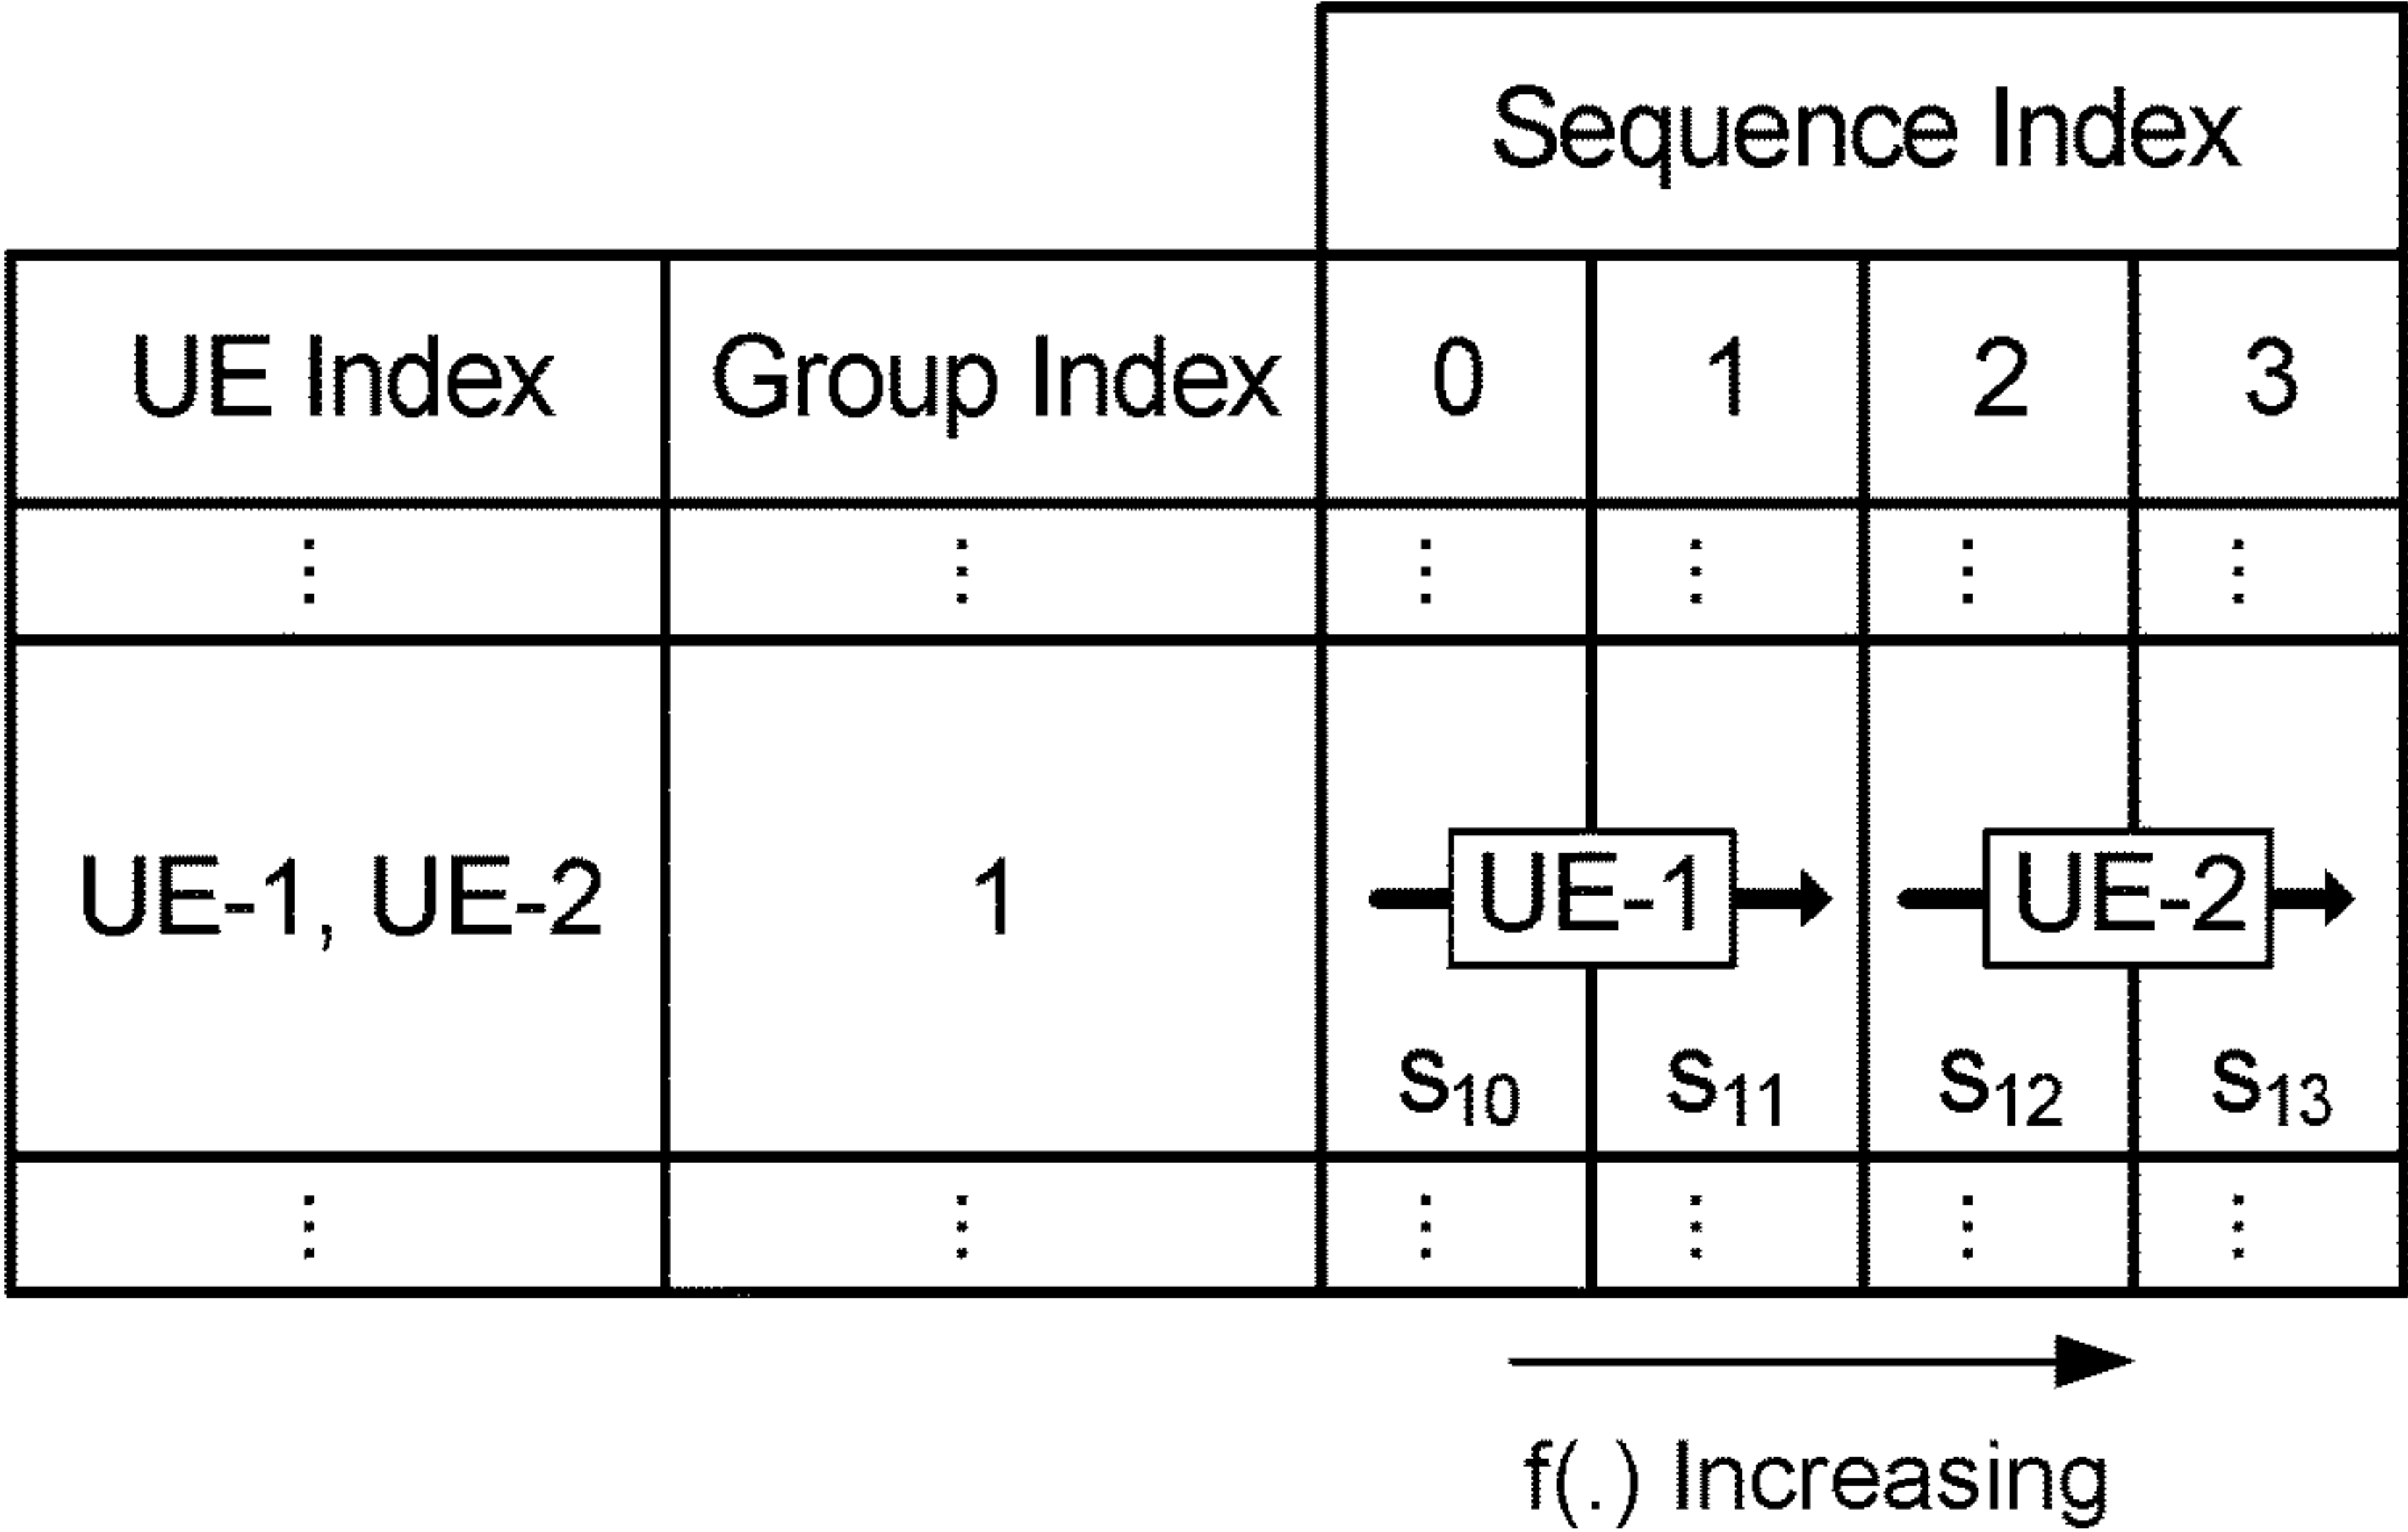 Sequence Index
UE Index Group Index 0 1 2 3
⋮ ⋮ ⋮ ⋮ ⋮ ⋮
UE-1, UE-2 1 UE-1 UE-2
s10 s11 s12 s13
⋮ ⋮ ⋮ ⋮ ⋮ ⋮
f(.) Increasing